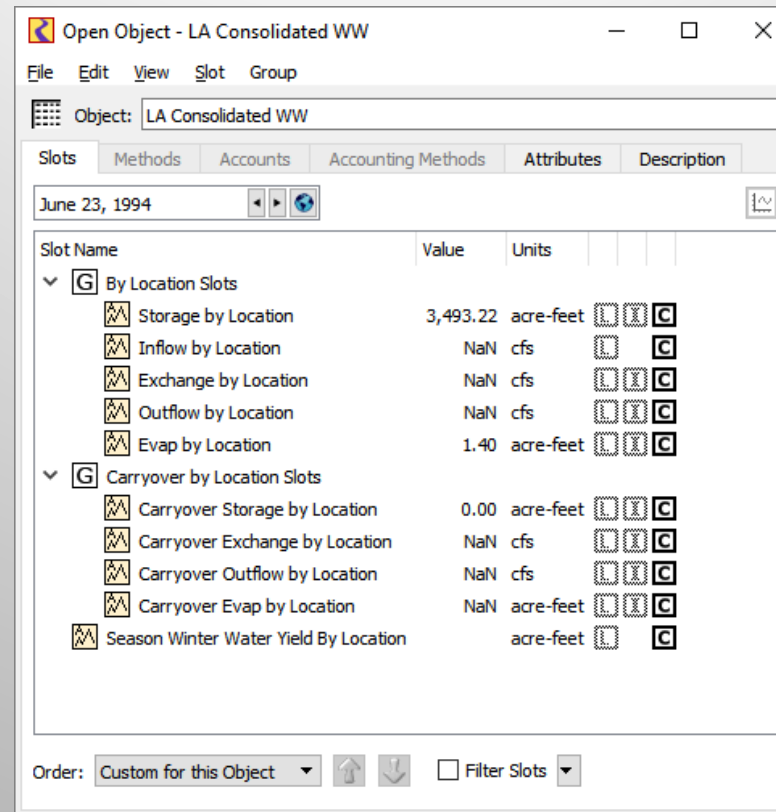 Open Object - LA Consolidated WW
File Edit View Slot Group
Object: LA Consolidated WW
Slots Methods Accounts Accounting Methods Attributes Description
June 23, 1994
Slot Name Value Units
G By Location Slots
Storage by Location 3,493.22 acre-feet L I C
Inflow by Location NaN cfs L C
Exchange by Location NaN cfs L I C
Outflow by Location NaN cfs L I C
Evap by Location 1.40 acre-feet L I C
G Carryover by Location Slots
Carryover Storage by Location 0.00 acre-feet L I C
Carryover Exchange by Location NaN cfs L I C
Carryover Outflow by Location NaN cfs L I C
Carryover Evap by Location NaN acre-feet L I C
Season Winter Water Yield By Location acre-feet L C
Order: Custom for this Object Filter Slots